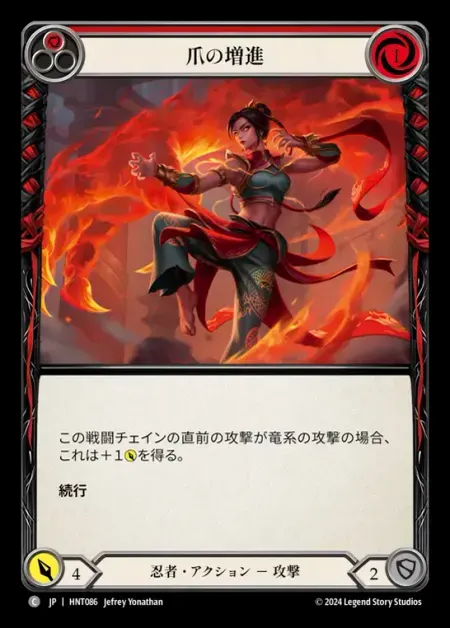 爪の増進
I
この戦闘チェインの直前の攻撃が竜系の攻撃の場合、
これは＋1を得る。
続行
4
忍者・アクション － 攻撃
2
C JP | HNT086 Jefrey Yonathan
© 2024 Legend Story Studios